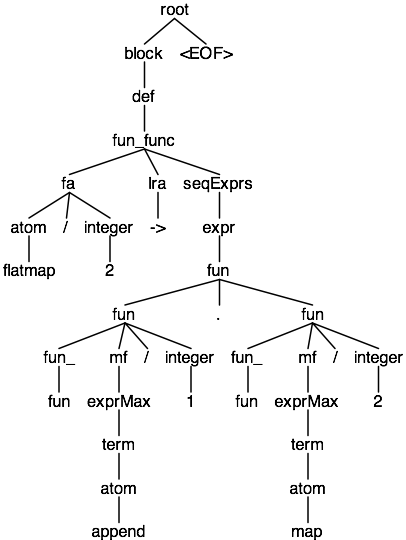 root
block <EOF>
def
fun_func
fa lra seqExprs
atom / integer -> expr
flatmap 2 fun
fun . fun
fun_ mf / integer fun_ mf / integer
fun exprMax 1 fun exprMax 2
term term
atom atom
append map